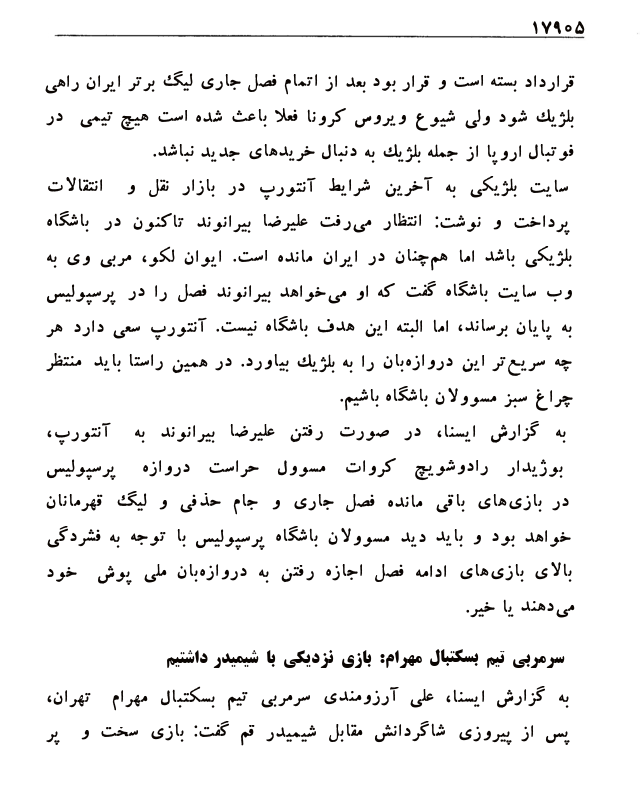 ۱۷۹۰۵
قرارداد بسته است و قرار بود بعد از اتمام فصل جاری لیگ برتر ایران راهی
بلژیك شود ولی شیوع ویروس کرونا فعلا باعث شده است هیچ تیمی در
فوتبال اروپا از جمله بلژیك به دنبال خریدهای جدید نباشد.
سایت بلژیکی به آخرین شرایط آنتورپ در بازار نقل و انتقالات
پرداخت و نوشت: انتظار می‌رفت علیرضا بیرانوند تاکنون در باشگاه
بلژیکی باشد اما هم‌چنان در ایران مانده است. ایوان لکو، مربی وی به
وب سایت باشگاه گفت که او می‌خواهد بیرانوند فصل را در پرسپولیس
به پایان برساند، اما البته این هدف باشگاه نیست. آنتورپ سعی دارد هر
چه سریع‌تر این دروازه‌بان را به بلژیك بیاورد. در همین راستا باید منتظر
چراغ سبز مسوولان باشگاه باشیم.
به گزارش ایسنا، در صورت رفتن علیرضا بیرانوند به آنتورپ،
بوژیدار رادوشویچ کروات مسوول حراست دروازه پرسپولیس
در بازی‌های باقی مانده فصل جاری و جام حذفی و لیگ قهرمانان
خواهد بود و باید دید مسوولان باشگاه پرسپولیس با توجه به فشردگی
بالای بازی‌های ادامه فصل اجازه رفتن به دروازه‌بان ملی پوش خود
می‌دهند یا خیر.
سرمربی تیم بسکتبال مهرام: بازی نزدیکی با شیمیدر داشتیم
به گزارش ایسنا، علی آرزومندی سرمربی تیم بسکتبال مهرام تهران،
پس از پیروزی شاگردانش مقابل شیمیدر قم گفت: بازی سخت و پر